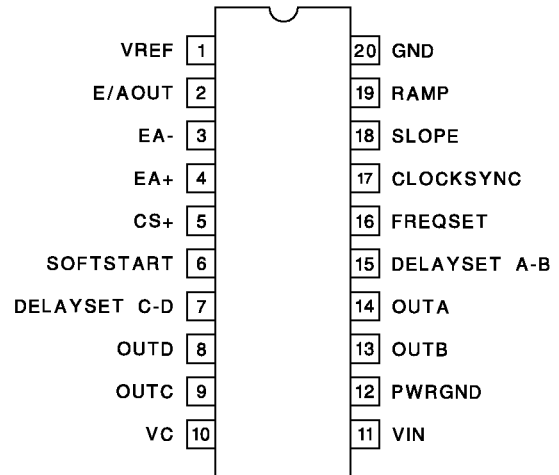 VREF 1 20 GND
E/AOUT 2 19 RAMP
EA- 3 18 SLOPE
EA+ 4 17 CLOCKSYNC
CS+ 5 16 FREQSET
SOFTSTART 6 15 DELAYSET A-B
DELAYSET C-D 7 14 OUTA
OUTD 8 13 OUTB
OUTC 9 12 PWRGND
VC 10 11 VIN